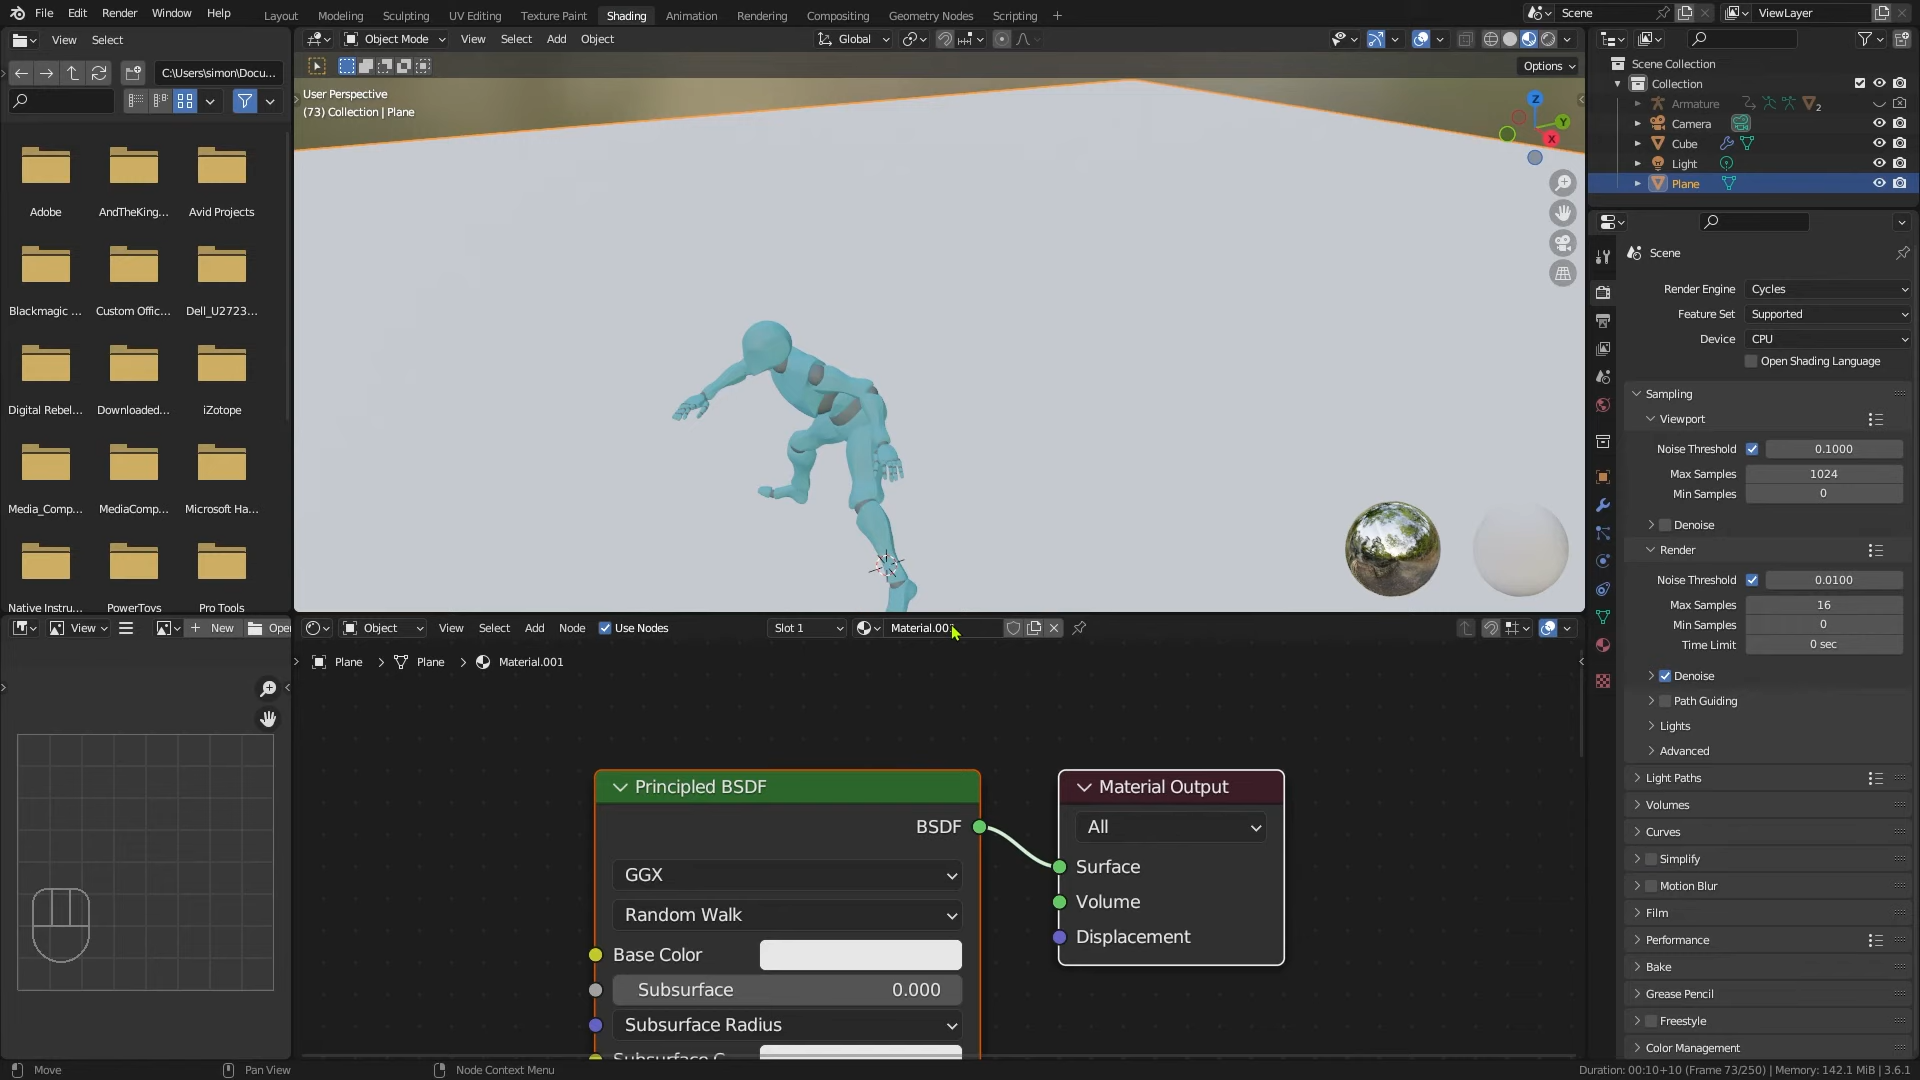 File Edit Render Window Help
Layout Modeling Sculpting UV Editing Texture Paint Shading Animation Rendering Compositing Geometry Nodes Scripting +
Scene
ViewLayer
View Select
C:\Users\simon\Docu...
Adobe AndTheKing... Avid Projects
Blackmagic ... Custom Offic... Dell_U2723...
Digital Rebel... Downloaded... iZotope
Media_Comp... MediaComp... Microsoft Ha...
Native Instru... PowerToys Pro Tools
Object Mode View Select Add Object
Global
Options
User Perspective
(73) Collection | Plane
Z
Y
X
Scene Collection
Collection
Armature 2
Camera
Cube
Light
Plane
Scene
Render Engine Cycles
Feature Set Supported
Device CPU
Open Shading Language
Sampling
Viewport
Noise Threshold 0.1000
Max Samples 1024
Min Samples 0
Denoise
Render
Noise Threshold 0.0100
Max Samples 16
Min Samples 0
Time Limit 0 sec
Denoise
Path Guiding
Lights
Advanced
Light Paths
Volumes
Curves
Simplify
Motion Blur
Film
Performance
Bake
Grease Pencil
Freestyle
Color Management
View + New Open
Object View Select Add Node Use Nodes Slot 1 Material.001
Plane > Plane > Material.001
Principled BSDF
BSDF
GGX
Random Walk
Base Color
Subsurface 0.000
Subsurface Radius
Material Output
All
Surface
Volume
Displacement
Move Pan View Node Context Menu
Duration: 00:10+10 (Frame 73/250) | Memory: 142.1 MiB | 3.6.1